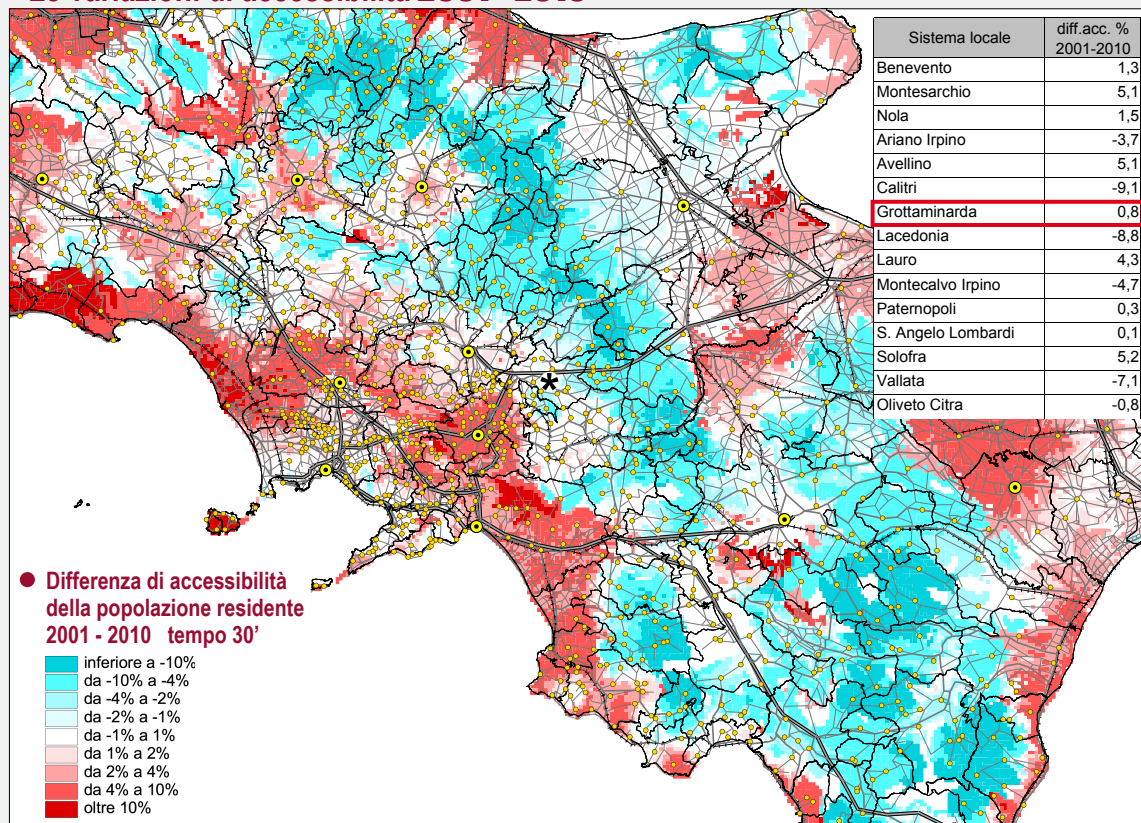 Sistema locale diff.acc. % 2001-2010
Benevento 1,3
Montesarchio 5,1
Nola 1,5
Ariano Irpino -3,7
Avellino 5,1
Calitri -9,1
Grottaminarda 0,8
Lacedonia -8,8
Lauro 4,3
Montecalvo Irpino -4,7
Paternopoli 0,3
S. Angelo Lombardi 0,1
Solofra 5,2
Vallata -7,1
Oliveto Citra -0,8
*
● Differenza di accessibilità
della popolazione residente
2001 - 2010 tempo 30'
inferiore a -10%
da -10% a -4%
da -4% a -2%
da -2% a -1%
da -1% a 1%
da 1% a 2%
da 2% a 4%
da 4% a 10%
oltre 10%